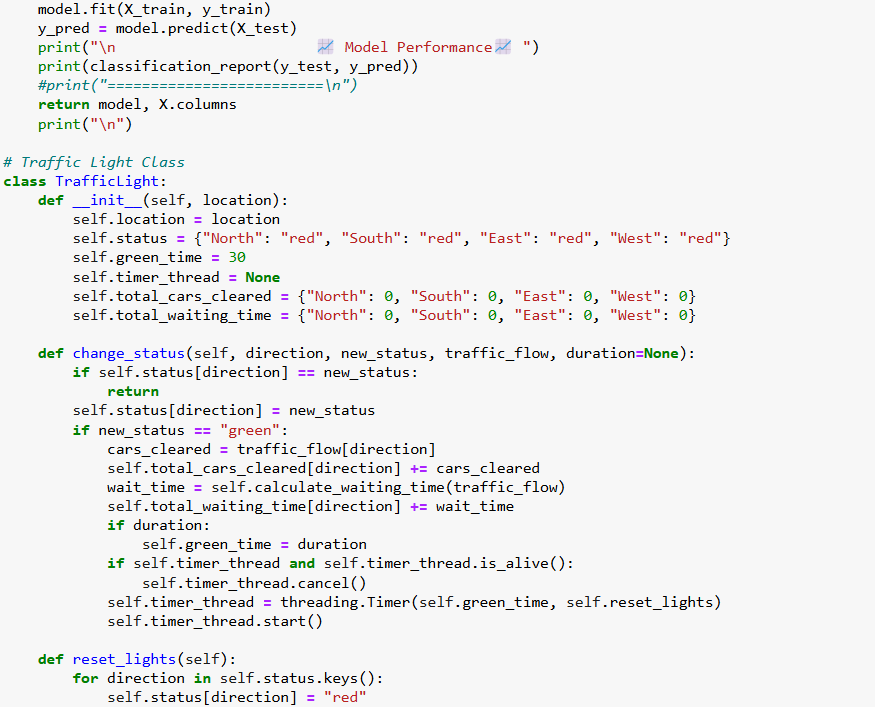 model.fit(X_train, y_train)
    y_pred = model.predict(X_test)
    print("\n                       📈 Model Performance📈 ")
    print(classification_report(y_test, y_pred))
    #print("=========================\n")
    return model, X.columns
    print("\n")

# Traffic Light Class
class TrafficLight:
    def __init__(self, location):
        self.location = location
        self.status = {"North": "red", "South": "red", "East": "red", "West": "red"}
        self.green_time = 30
        self.timer_thread = None
        self.total_cars_cleared = {"North": 0, "South": 0, "East": 0, "West": 0}
        self.total_waiting_time = {"North": 0, "South": 0, "East": 0, "West": 0}

    def change_status(self, direction, new_status, traffic_flow, duration=None):
        if self.status[direction] == new_status:
            return
        self.status[direction] = new_status
        if new_status == "green":
            cars_cleared = traffic_flow[direction]
            self.total_cars_cleared[direction] += cars_cleared
            wait_time = self.calculate_waiting_time(traffic_flow)
            self.total_waiting_time[direction] += wait_time
            if duration:
                self.green_time = duration
            if self.timer_thread and self.timer_thread.is_alive():
                self.timer_thread.cancel()
            self.timer_thread = threading.Timer(self.green_time, self.reset_lights)
            self.timer_thread.start()

    def reset_lights(self):
        for direction in self.status.keys():
            self.status[direction] = "red"